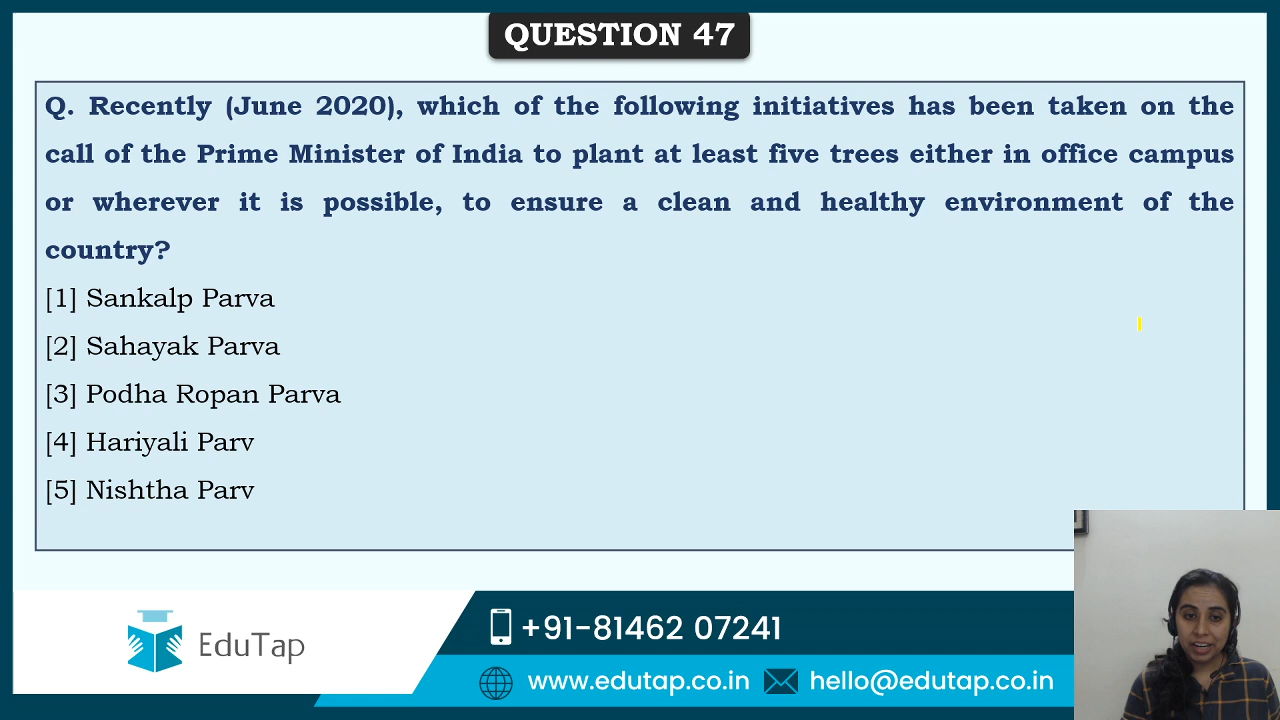 QUESTION 47
Q. Recently (June 2020), which of the following initiatives has been taken on the
call of the Prime Minister of India to plant at least five trees either in office campus
or wherever it is possible, to ensure a clean and healthy environment of the
country?
[1] Sankalp Parva
[2] Sahayak Parva
[3] Podha Ropan Parva
[4] Hariyali Parv
[5] Nishtha Parv
EduTap
+91-81462 07241
www.edutap.co.in
hello@edutap.co.in